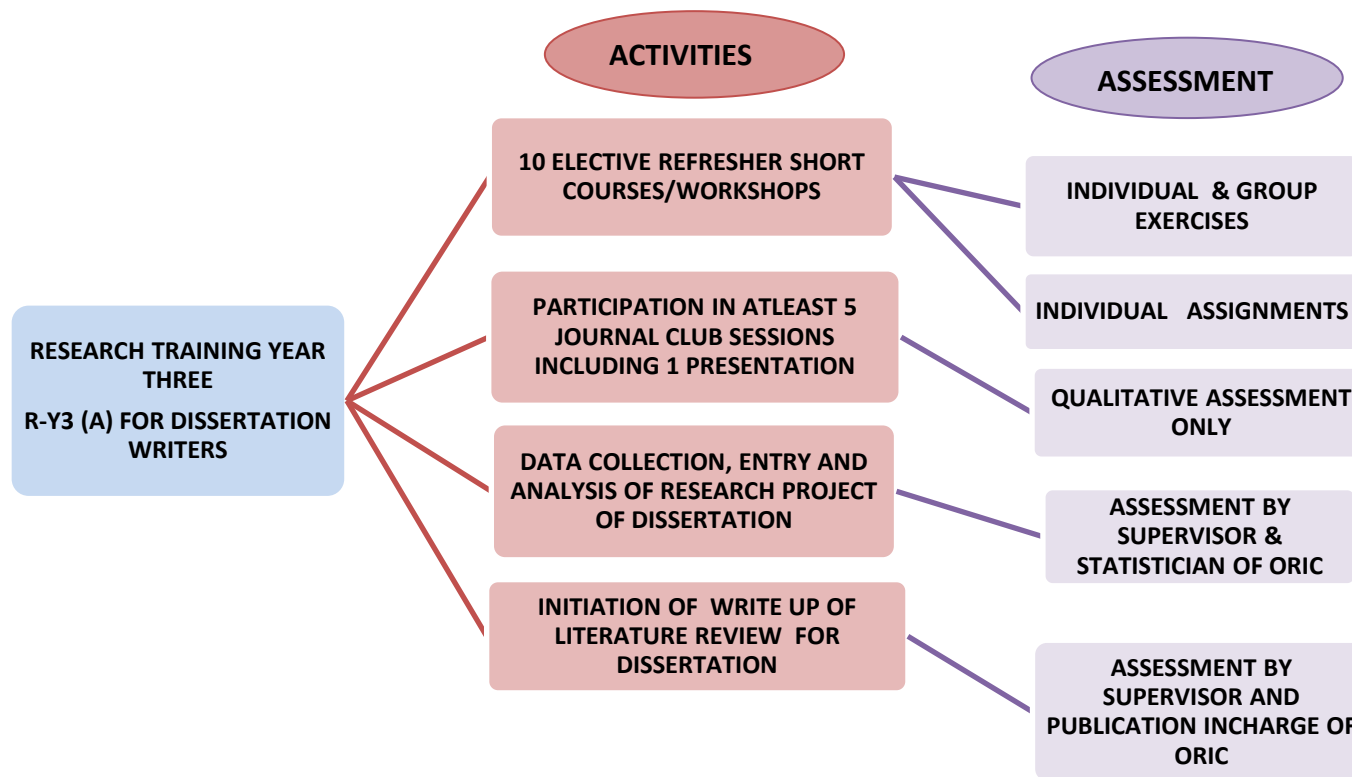 ACTIVITIES
ASSESSMENT
RESEARCH TRAINING YEAR
THREE
R-Y3 (A) FOR DISSERTATION
WRITERS
10 ELECTIVE REFRESHER SHORT
COURSES/WORKSHOPS
PARTICIPATION IN ATLEAST 5
JOURNAL CLUB SESSIONS
INCLUDING 1 PRESENTATION
DATA COLLECTION, ENTRY AND
ANALYSIS OF RESEARCH PROJECT
OF DISSERTATION
INITIATION OF WRITE UP OF
LITERATURE REVIEW FOR
DISSERTATION
INDIVIDUAL & GROUP
EXERCISES
INDIVIDUAL ASSIGNMENTS
QUALITATIVE ASSESSMENT
ONLY
ASSESSMENT BY
SUPERVISOR &
STATISTICIAN OF ORIC
ASSESSMENT BY
SUPERVISOR AND
PUBLICATION INCHARGE OF
ORIC